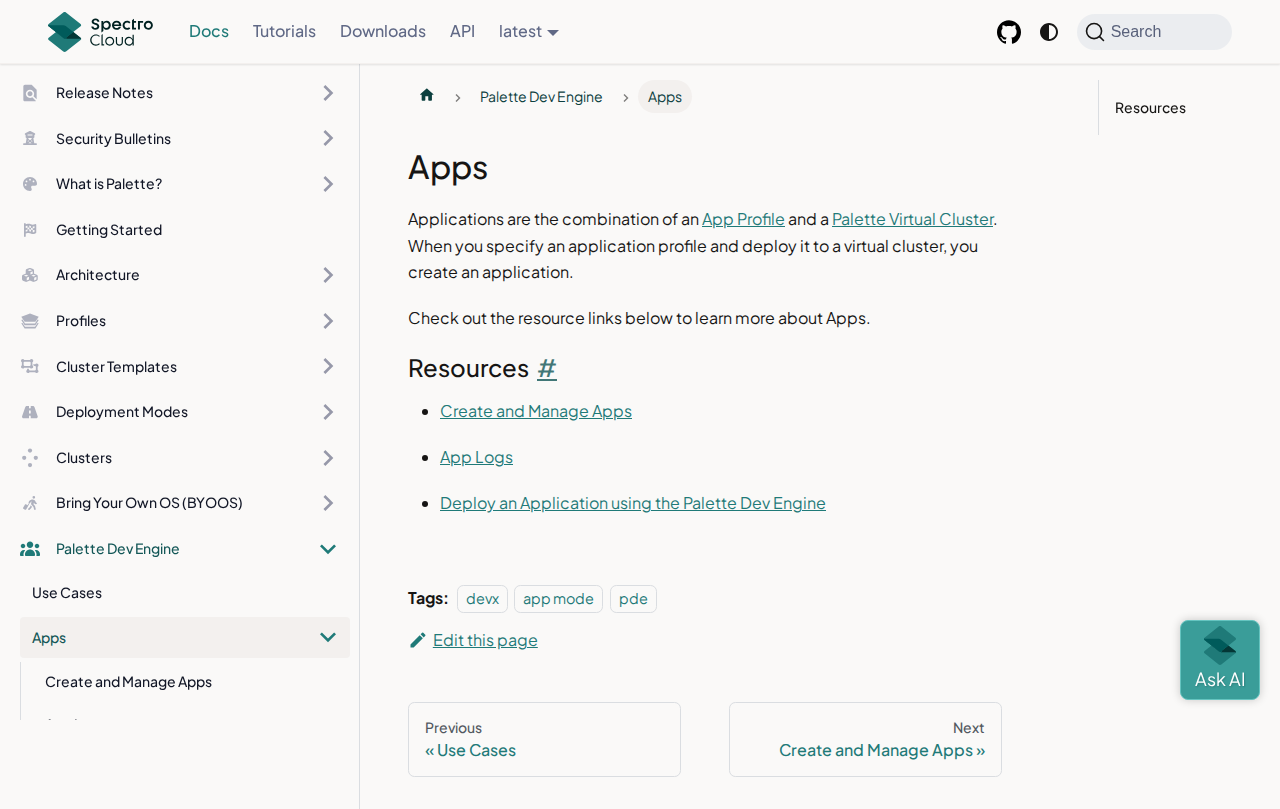 Spectro Cloud
Docs
Tutorials
Downloads
API
latest
Search
Release Notes
Security Bulletins
What is Palette?
Getting Started
Architecture
Profiles
Cluster Templates
Deployment Modes
Clusters
Bring Your Own OS (BYOOS)
Palette Dev Engine
Use Cases
Apps
Create and Manage Apps
Palette Dev Engine
Apps
Apps
Applications are the combination of an App Profile and a Palette Virtual Cluster.
When you specify an application profile and deploy it to a virtual cluster, you
create an application.
Check out the resource links below to learn more about Apps.
Resources #
Create and Manage Apps
App Logs
Deploy an Application using the Palette Dev Engine
Tags: devx app mode pde
Edit this page
Previous
« Use Cases
Next
Create and Manage Apps »
Resources
Ask AI